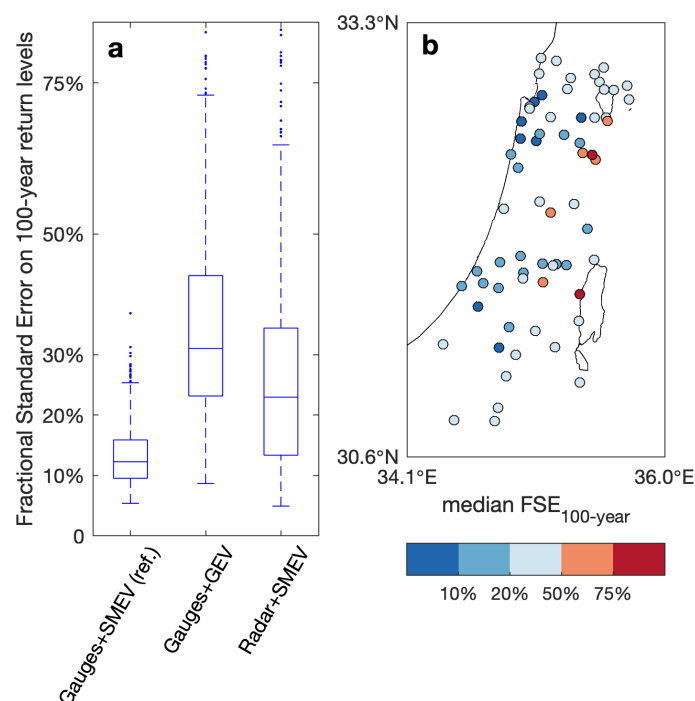 a
Fractional Standard Error on 100-year return levels
75%
50%
30%
20%
10%
0
Gauges+SMEV (ref.)
Gauges+GEV
Radar+SMEV
b
33.3°N
30.6°N
34.1°E
36.0°E
median FSE100-year
10%
20%
50%
75%